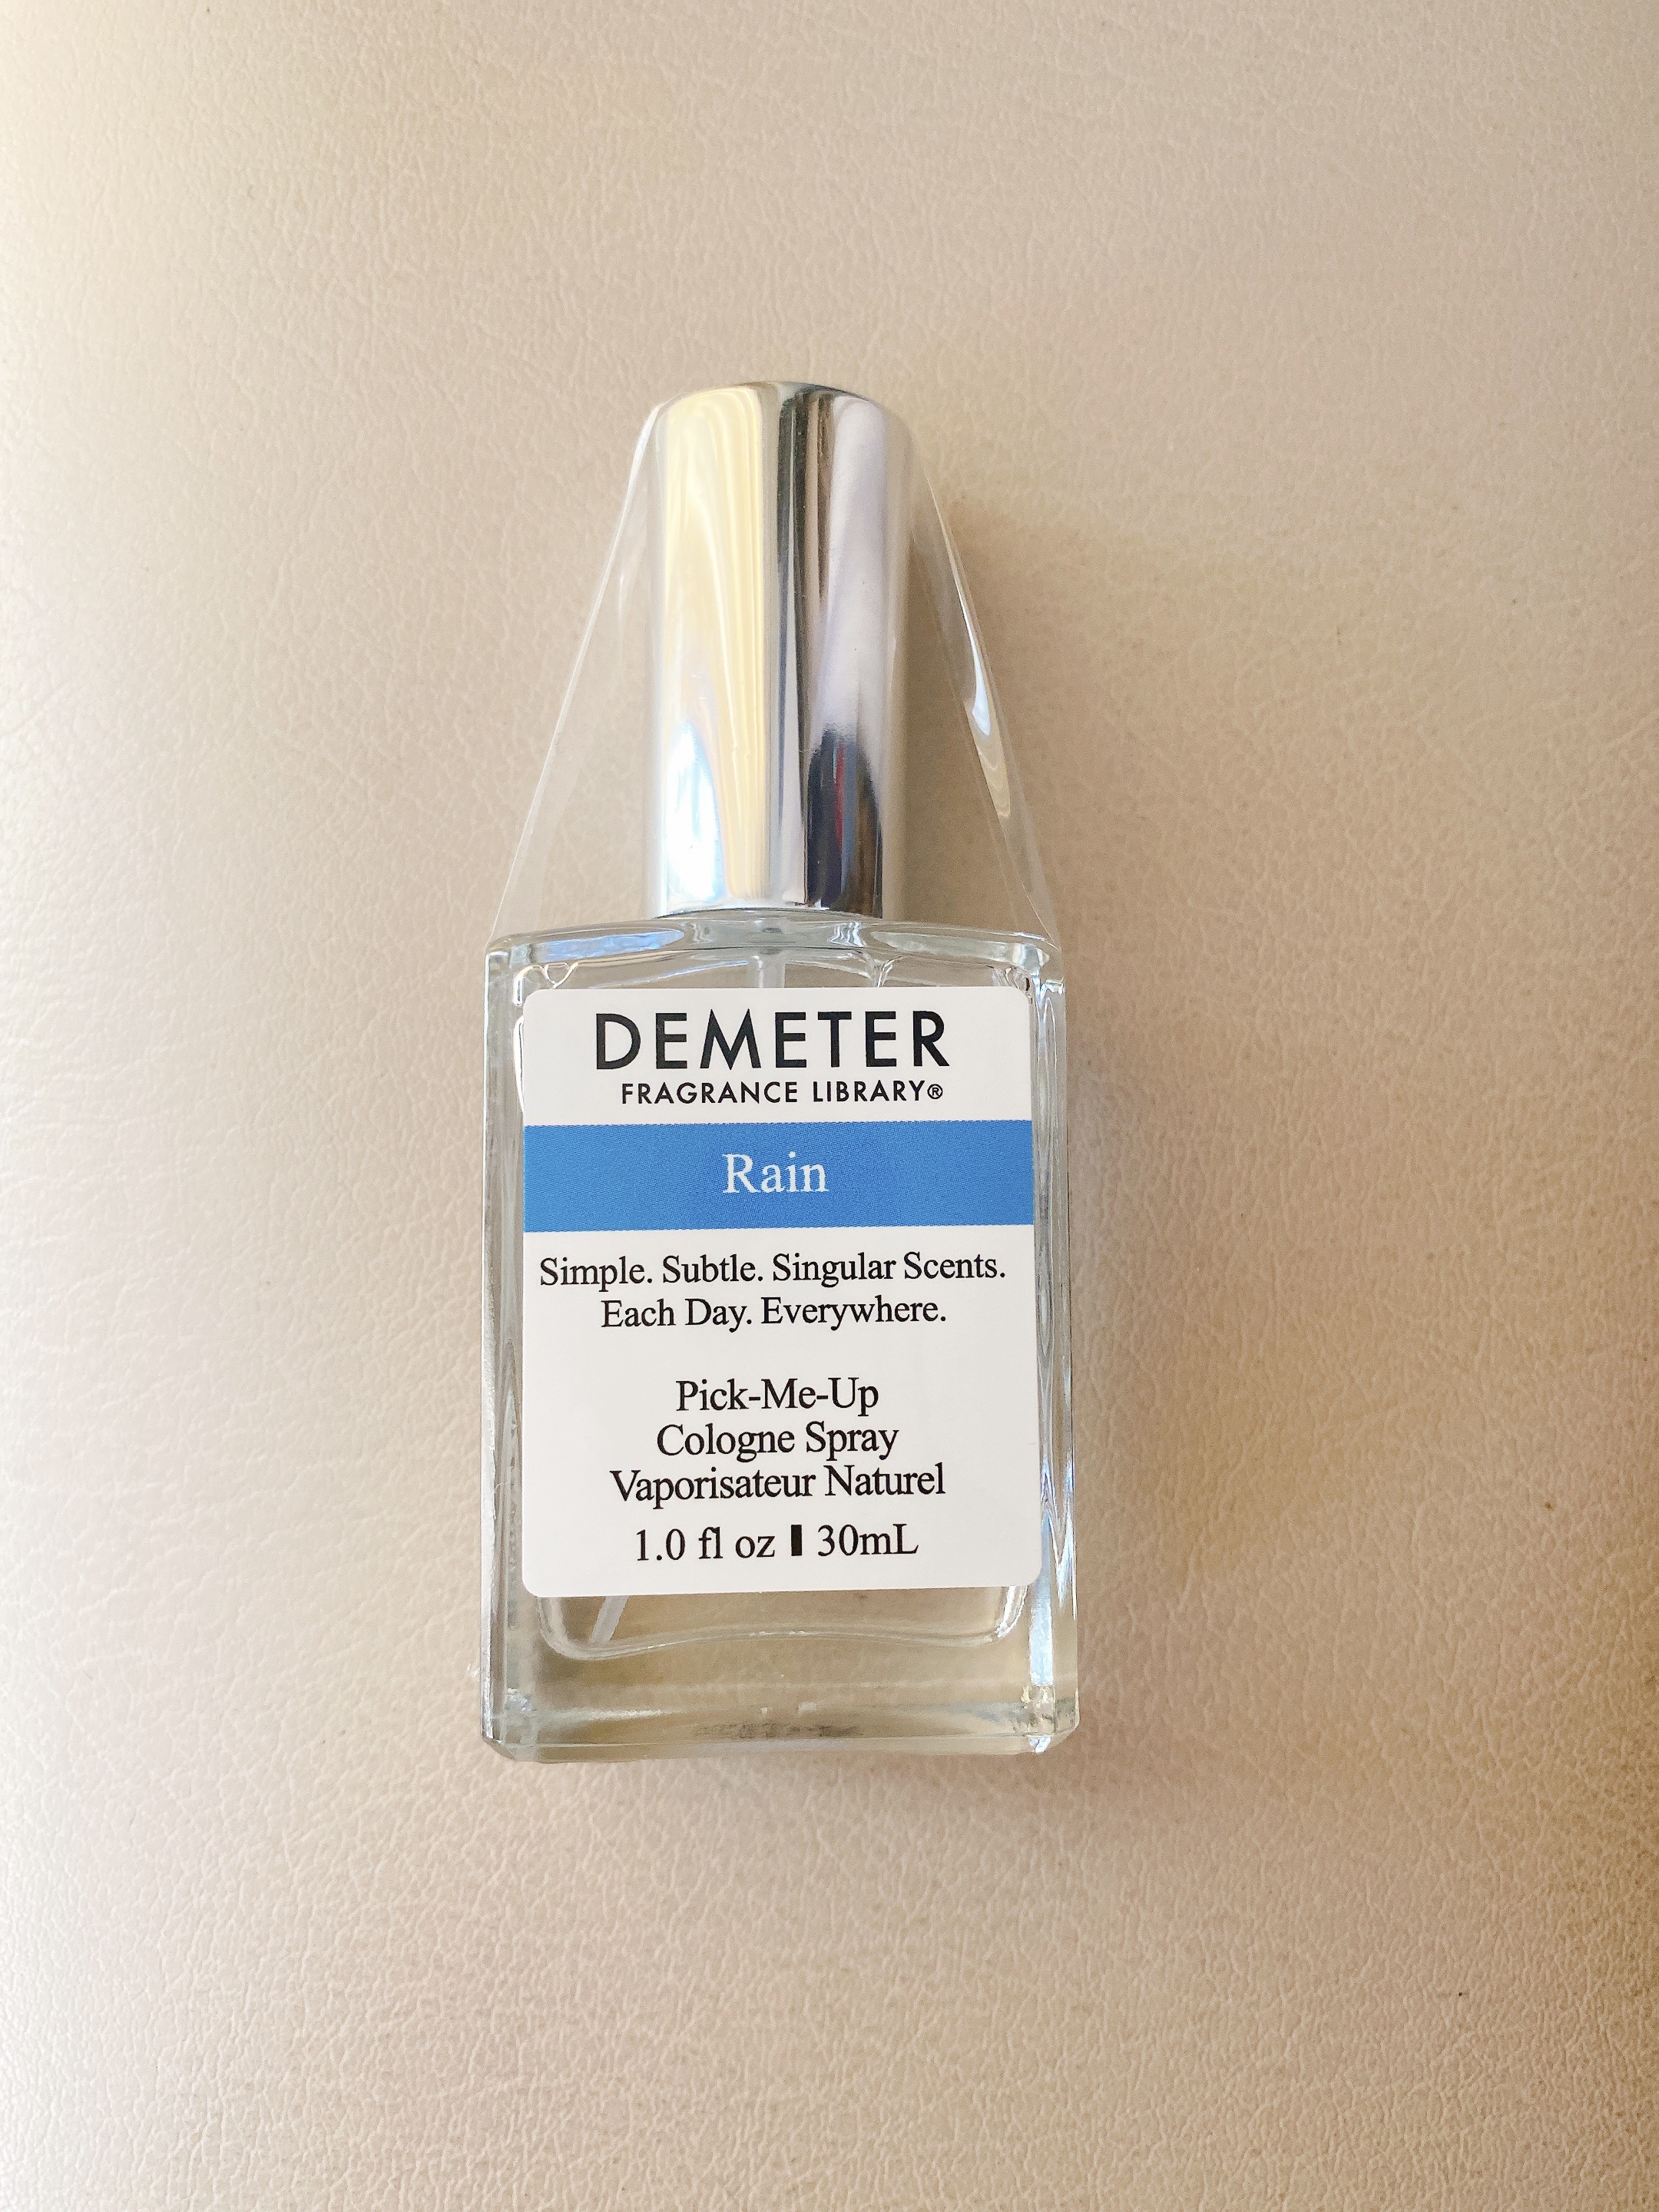 DEMETER
FRAGRANCE LIBRARY®
Rain
Simple. Subtle. Singular Scents.
Each Day. Everywhere.
Pick-Me-Up
Cologne Spray
Vaporisateur Naturel
1.0 fl oz ▌ 30mL